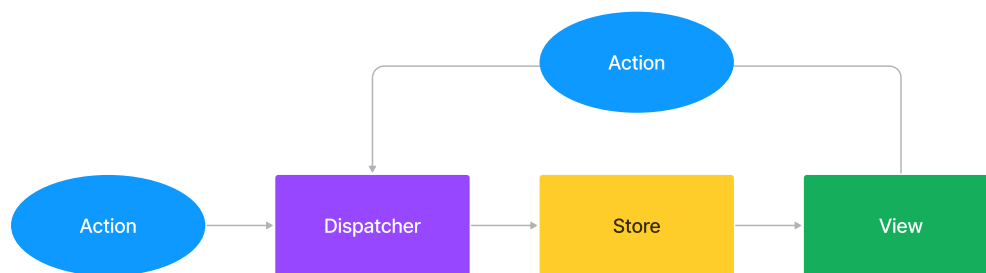 Action
Action
Dispatcher
Store
View